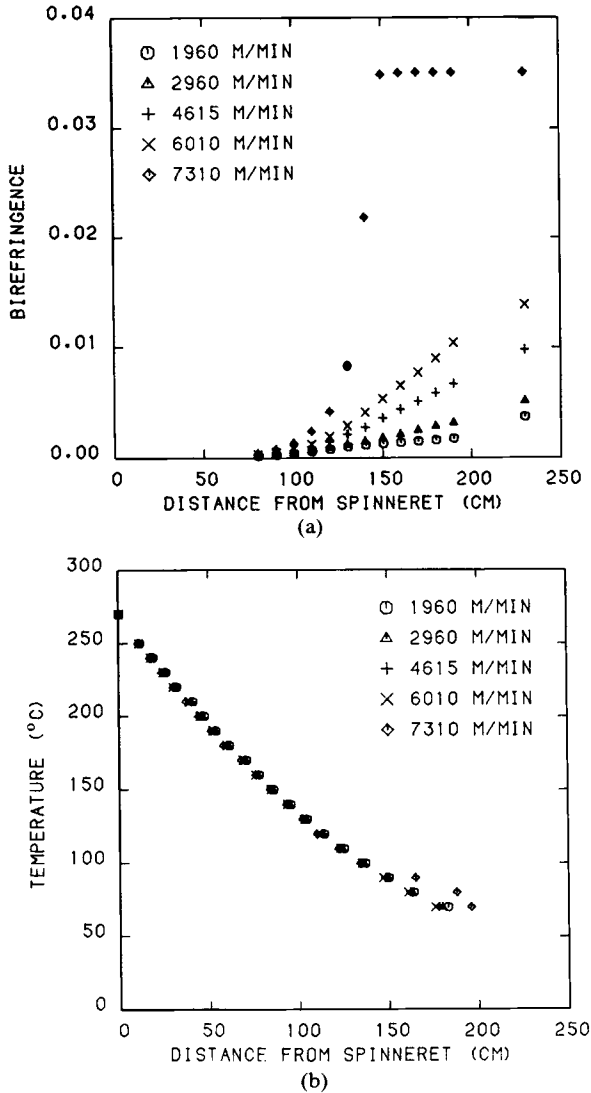 0.04
1960 M/MIN
2960 M/MIN
4615 M/MIN
6010 M/MIN
7310 M/MIN
0.03
0.02
0.01
0.00
BIREFRINGENCE
0 50 100 150 200 250
DISTANCE FROM SPINNERET (CM)
(a)
300
1960 M/MIN
2960 M/MIN
4615 M/MIN
6010 M/MIN
7310 M/MIN
250
200
150
100
50
0
TEMPERATURE (°C)
0 50 100 150 200 250
DISTANCE FROM SPINNERET (CM)
(b)